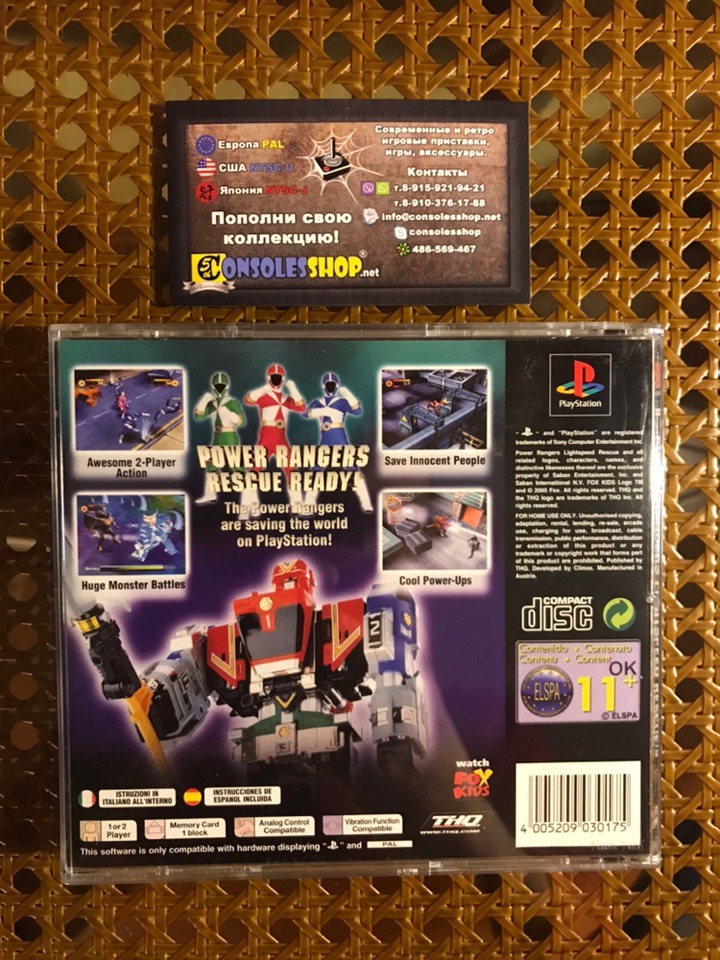 Европа PAL
США NTSC-U
Япония NTSC-J
Пополни свою
коллекцию!
CONSOLESSHOP.net
®
Современные и ретро
игровые приставки,
игры, аксессуары.
Контакты
т.8-915-921-94-21
т.8-910-376-17-88
info@consolesshop.net
consolesshop
486-569-467
Awesome 2-Player
Action
Save Innocent People
POWER RANGERS
RESCUE READY!
The Power Rangers
are saving the world
on PlayStation!
Huge Monster Battles
Cool Power-Ups
watch
FOX
KIDS
ISTRUZIONI IN
ITALIANO ALL'INTERNO
INSTRUCCIONES DE
ESPANOL INCLUIDA
1 or 2
Player
Memory Card
1 block
Analog Control
Compatible
Vibration Function
Compatible
THQ
WWW.THQ.COM
This software is only compatible with hardware displaying " " and PAL
PlayStation
" " and "PlayStation" are registered
trademarks of Sony Computer Entertainment Inc.
Power Rangers Lightspeed Rescue and all
related logos, characters, names, and
distinctive likenesses thereof are the exclusive
property of Saban Entertainment, Inc. and
Saban International N.V. FOX KIDS Logo TM
and © 2000 Fox. All rights reserved. THQ and
the THQ logo are trademarks of THQ Inc. All
rights reserved.
FOR HOME USE ONLY. Unauthorised copying,
adaptation, rental, lending, re-sale, arcade
use, charging for use, broadcast, cable
transmission, public performance, distribution
or extraction of this product or any
trademark or copyright work that forms part
of this product are prohibited. Published by
THQ. Developed by Climax. Manufactured in
Austria.
COMPACT
disc
Contenido • Contenuto
Contenu • Content
ELSPA
11+
OK
© ELSPA
4 005209 030175